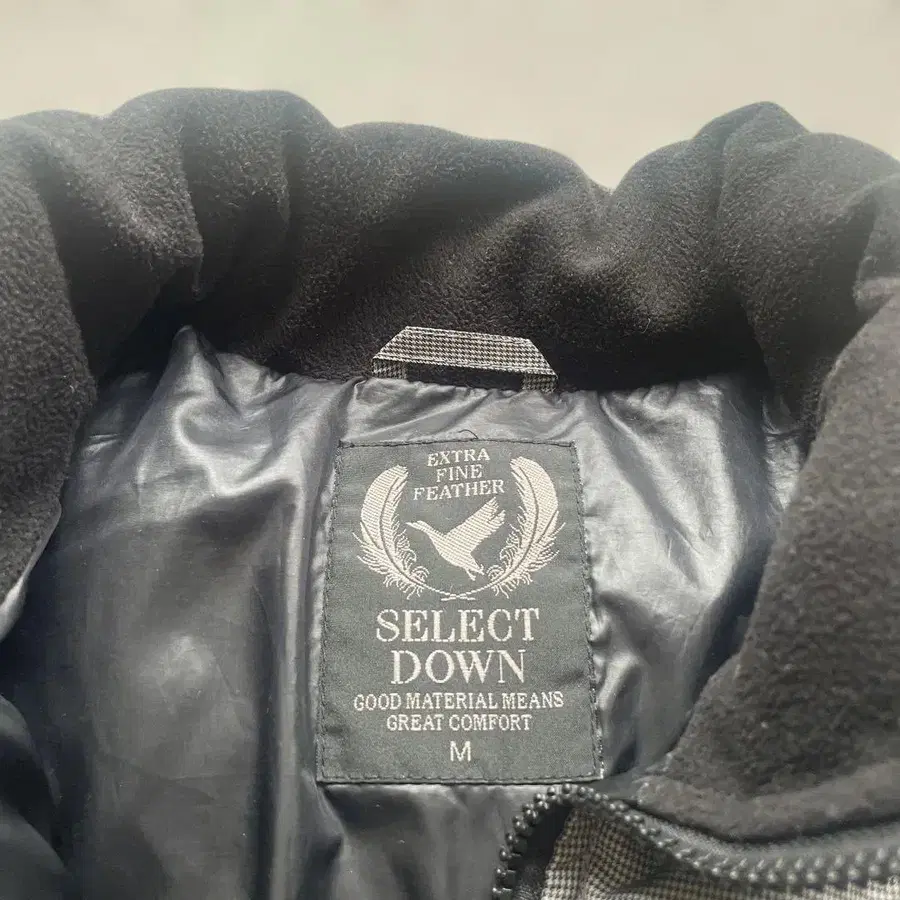 EXTRA
FINE
FEATHER
SELECT
DOWN
GOOD MATERIAL MEANS
GREAT COMFORT
M